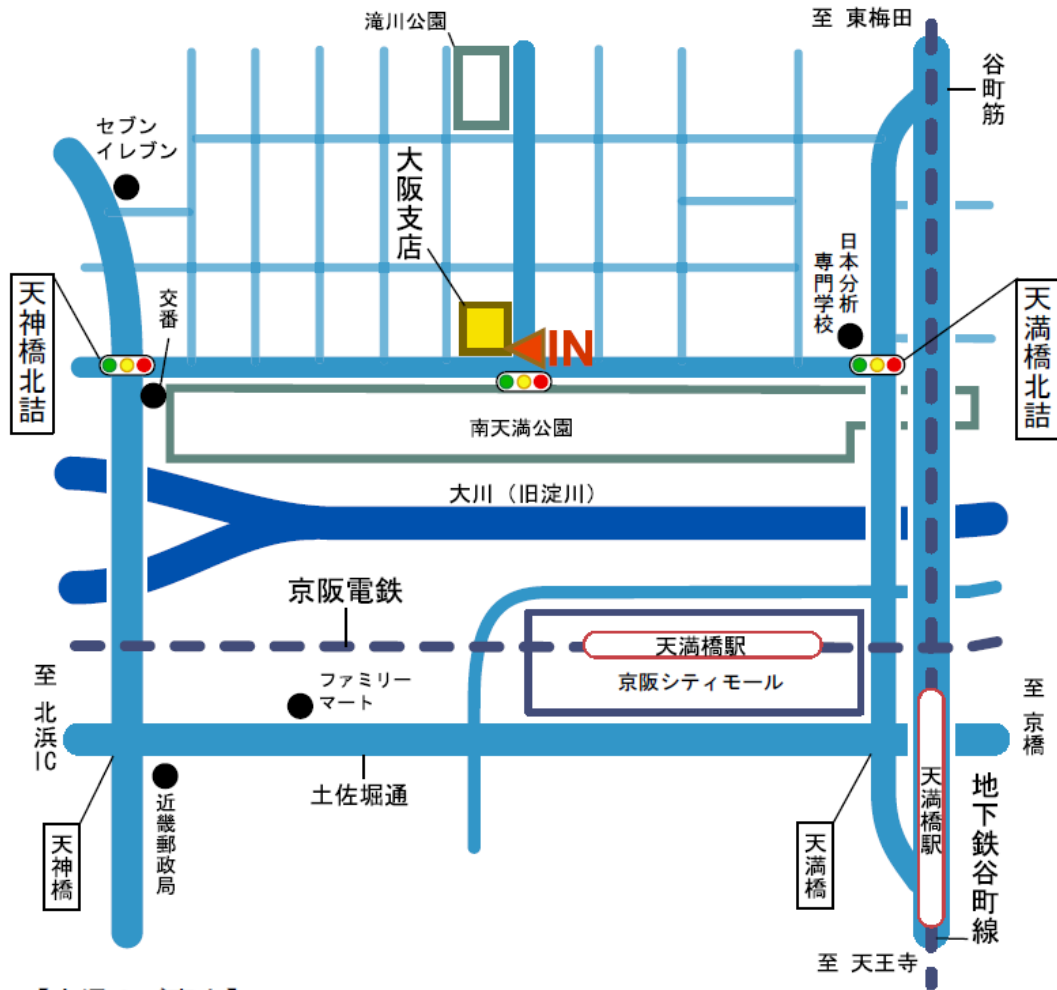 滝川公園
至 東梅田
谷町筋
セブン
イレブン
大阪支店
日本分析
専門学校
天神橋北詰
交番
IN
天満橋北詰
南天満公園
大川（旧淀川）
京阪電鉄
天満橋駅
京阪シティモール
至 北浜IC
ファミリー
マート
至 京橋
土佐堀通
近畿郵政局
天神橋
天満橋
天満橋駅
地下鉄谷町線
至 天王寺